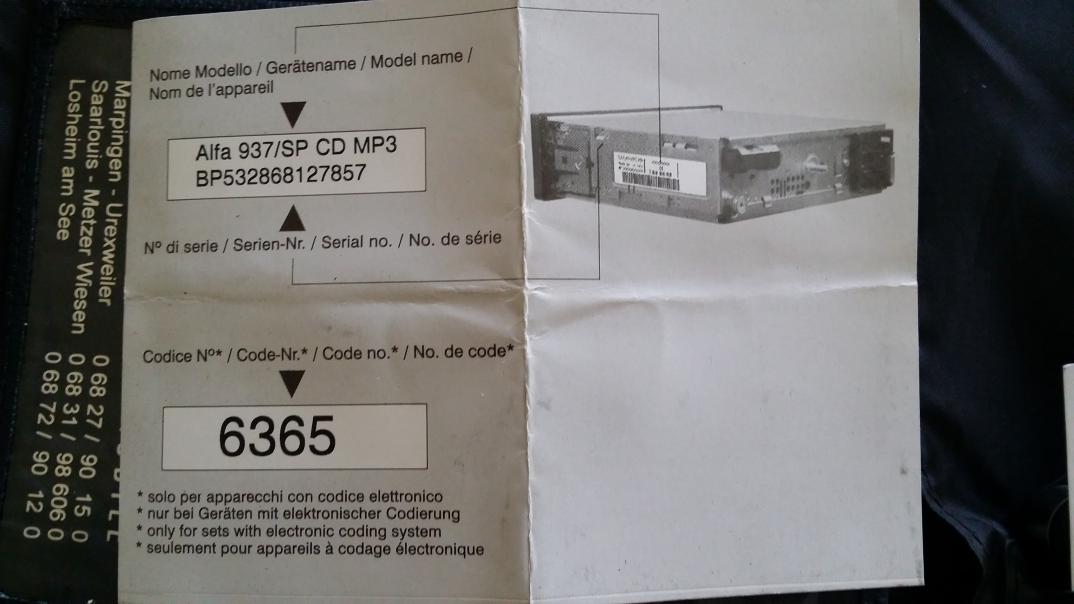 Nome Modello / Gerätename / Model name /
Nom de l'appareil
Alfa 937/SP CD MP3
BP532868127857
Nº di serie / Serien-Nr. / Serial no. / No. de série
Codice Nº* / Code-Nr.* / Code no.* / No. de code*
6365
* solo per apparecchi con codice elettronico
* nur bei Geräten mit elektronischer Codierung
* only for sets with electronic coding system
* seulement pour appareils à codage électronique
Marpingen - Urexweiler 0 68 27 / 90 15 0
Saarlouis - Metzer Wiesen 0 68 31 / 98 606 0
Losheim am See 0 68 72 / 90 12 0